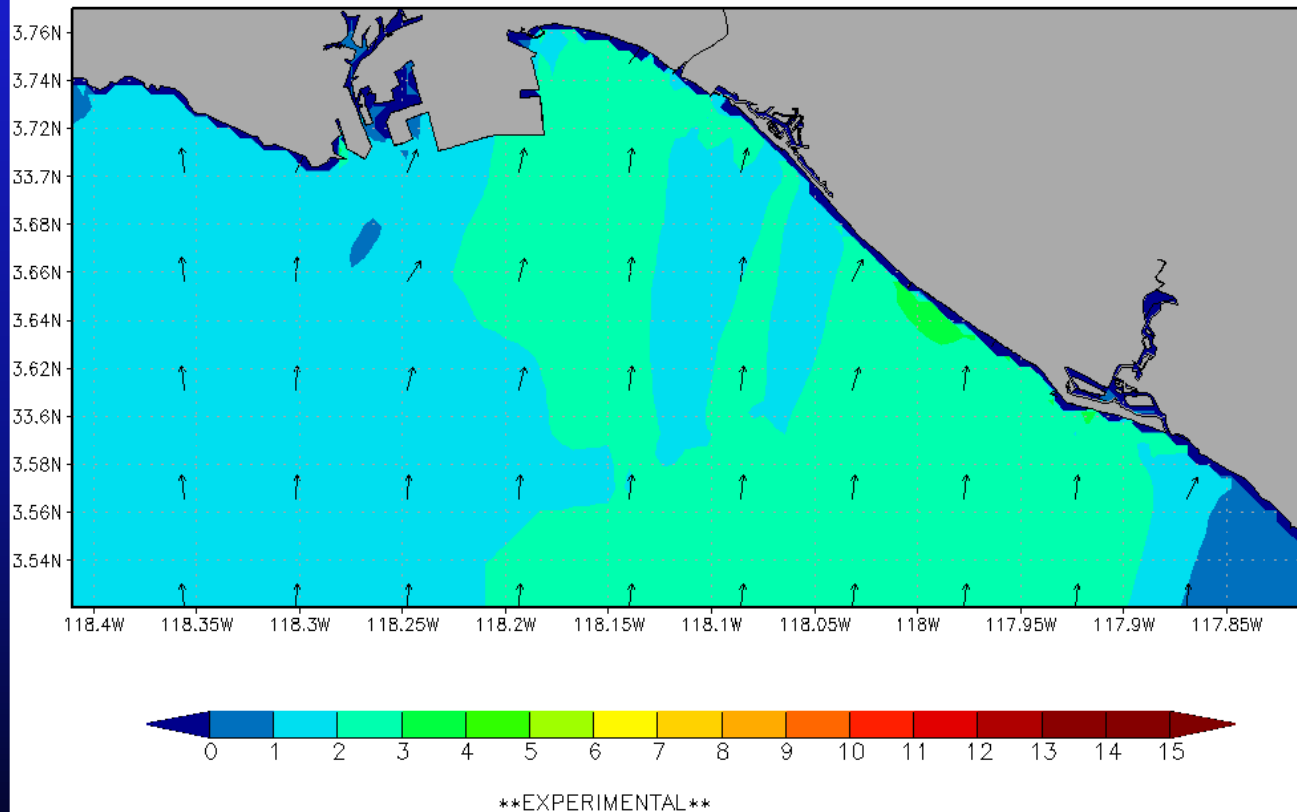 3.76N
3.74N
3.72N
33.7N
3.68N
3.66N
3.64N
3.62N
33.6N
3.58N
3.56N
3.54N
118.4W 118.35W 118.3W 118.25W 118.2W 118.15W 118.1W 118.05W 118W 117.95W 117.9W 117.85W
0 1 2 3 4 5 6 7 8 9 10 11 12 13 14 15
**EXPERIMENTAL**